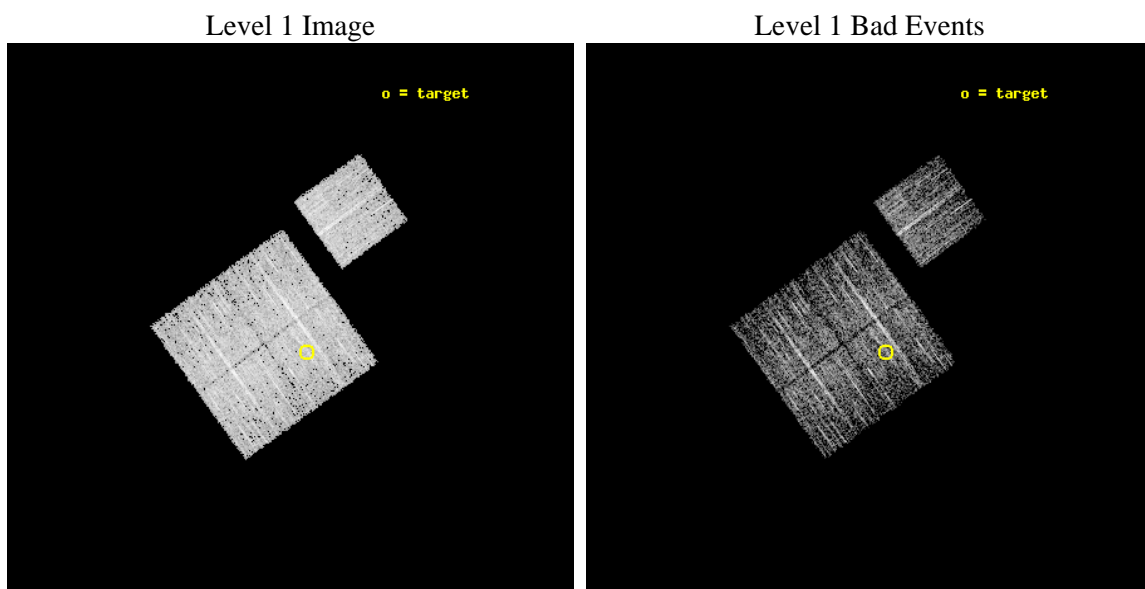 Level 1 Image
Level 1 Bad Events
o = target
o = target